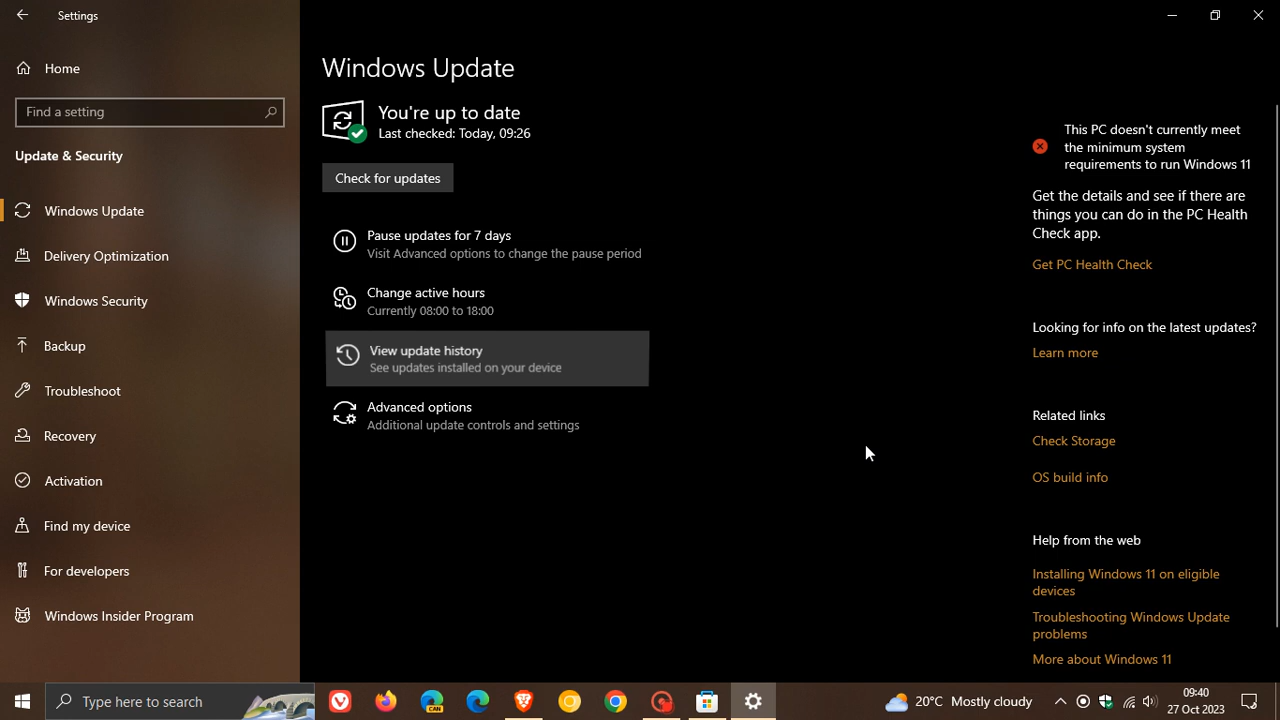 Settings
Home
Find a setting
Update & Security
Windows Update
Delivery Optimization
Windows Security
Backup
Troubleshoot
Recovery
Activation
Find my device
For developers
Windows Insider Program
Windows Update
You're up to date
Last checked: Today, 09:26
Check for updates
Pause updates for 7 days
Visit Advanced options to change the pause period
Change active hours
Currently 08:00 to 18:00
View update history
See updates installed on your device
Advanced options
Additional update controls and settings
This PC doesn't currently meet
the minimum system
requirements to run Windows 11
Get the details and see if there are
things you can do in the PC Health
Check app.
Get PC Health Check
Looking for info on the latest updates?
Learn more
Related links
Check Storage
OS build info
Help from the web
Installing Windows 11 on eligible
devices
Troubleshooting Windows Update
problems
More about Windows 11
Type here to search
CAN
20°C Mostly cloudy
09:40
27 Oct 2023